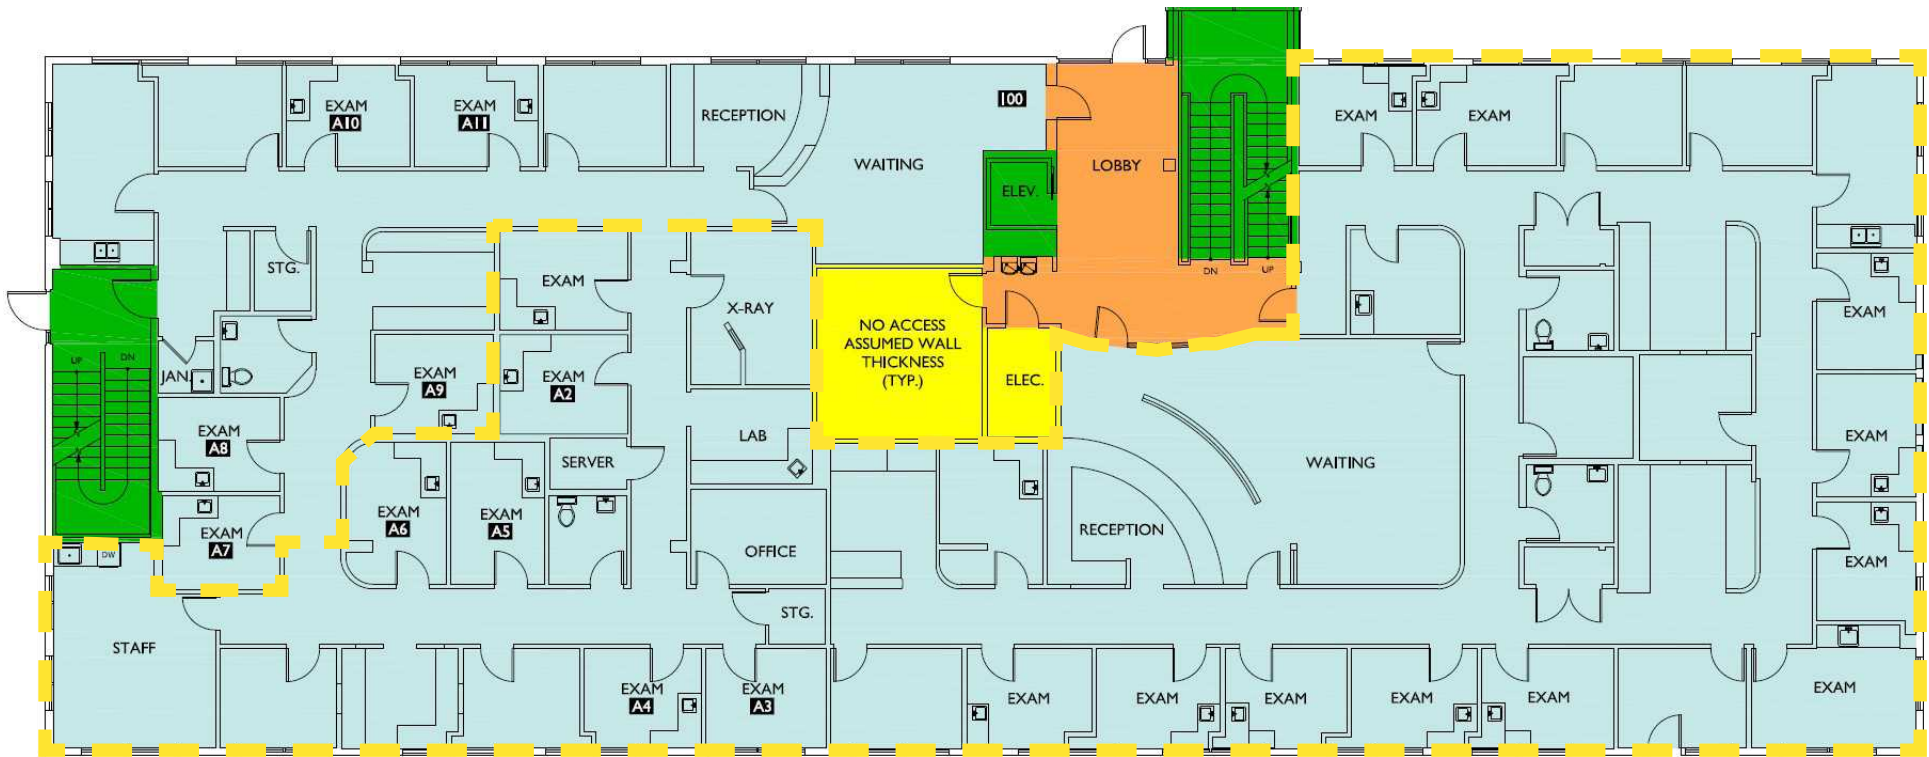 EXAM
A10
EXAM
A11
RECEPTION
100
WAITING
ELEV.
LOBBY
EXAM
EXAM
STG.
EXAM
X-RAY
DN
UP
NO ACCESS
ASSUMED WALL
THICKNESS
(TYP.)
ELEC.
EXAM
UP
DN
JAN.
EXAM
A9
EXAM
A2
EXAM
A8
LAB
SERVER
WAITING
EXAM
EXAM
A7
EXAM
A6
EXAM
A5
OFFICE
RECEPTION
DW
EXAM
STG.
STAFF
EXAM
A4
EXAM
A3
EXAM
EXAM
EXAM
EXAM
EXAM
EXAM